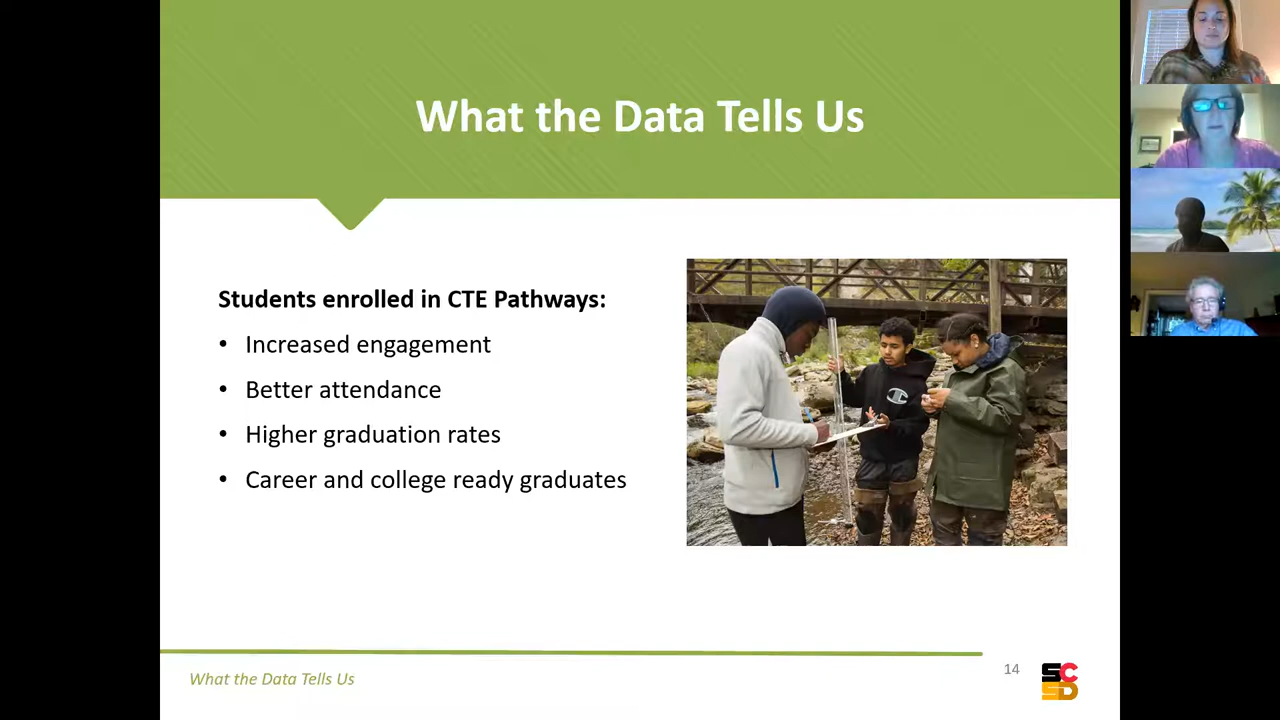 What the Data Tells Us
Students enrolled in CTE Pathways:
• Increased engagement
• Better attendance
• Higher graduation rates
• Career and college ready graduates
What the Data Tells Us
14
SC
SD